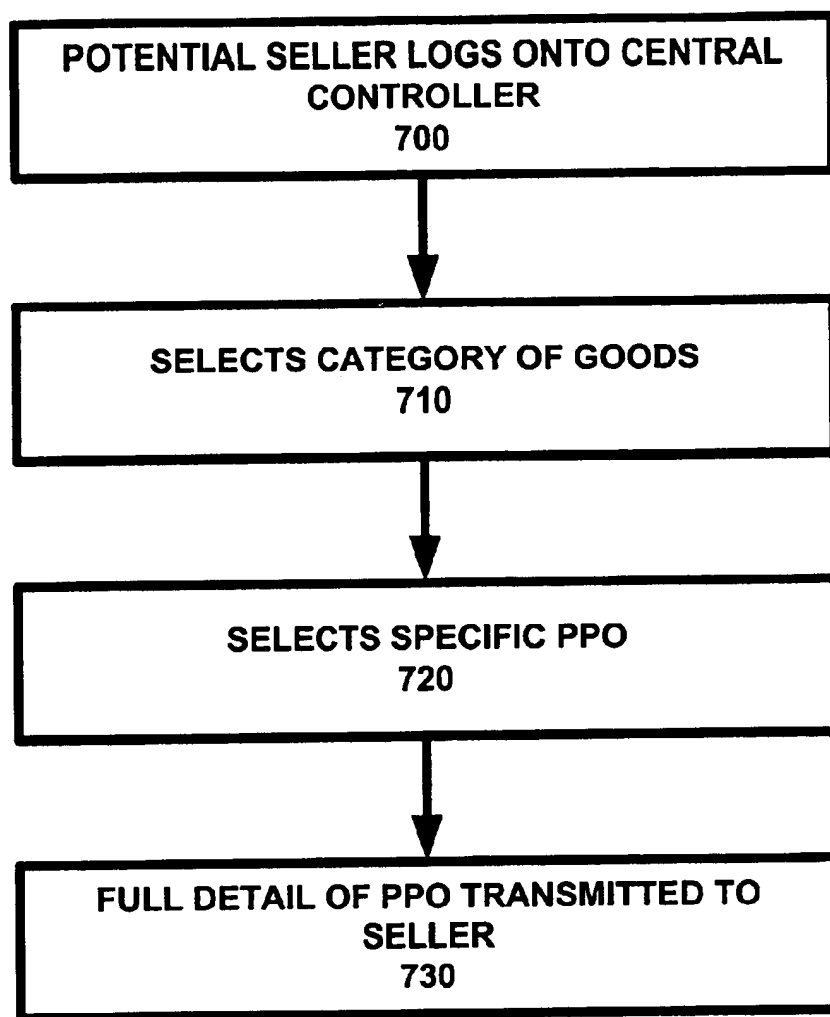 POTENTIAL SELLER LOGS ONTO CENTRAL
CONTROLLER
700
SELECTS CATEGORY OF GOODS
710
SELECTS SPECIFIC PPO
720
FULL DETAIL OF PPO TRANSMITTED TO
SELLER
730